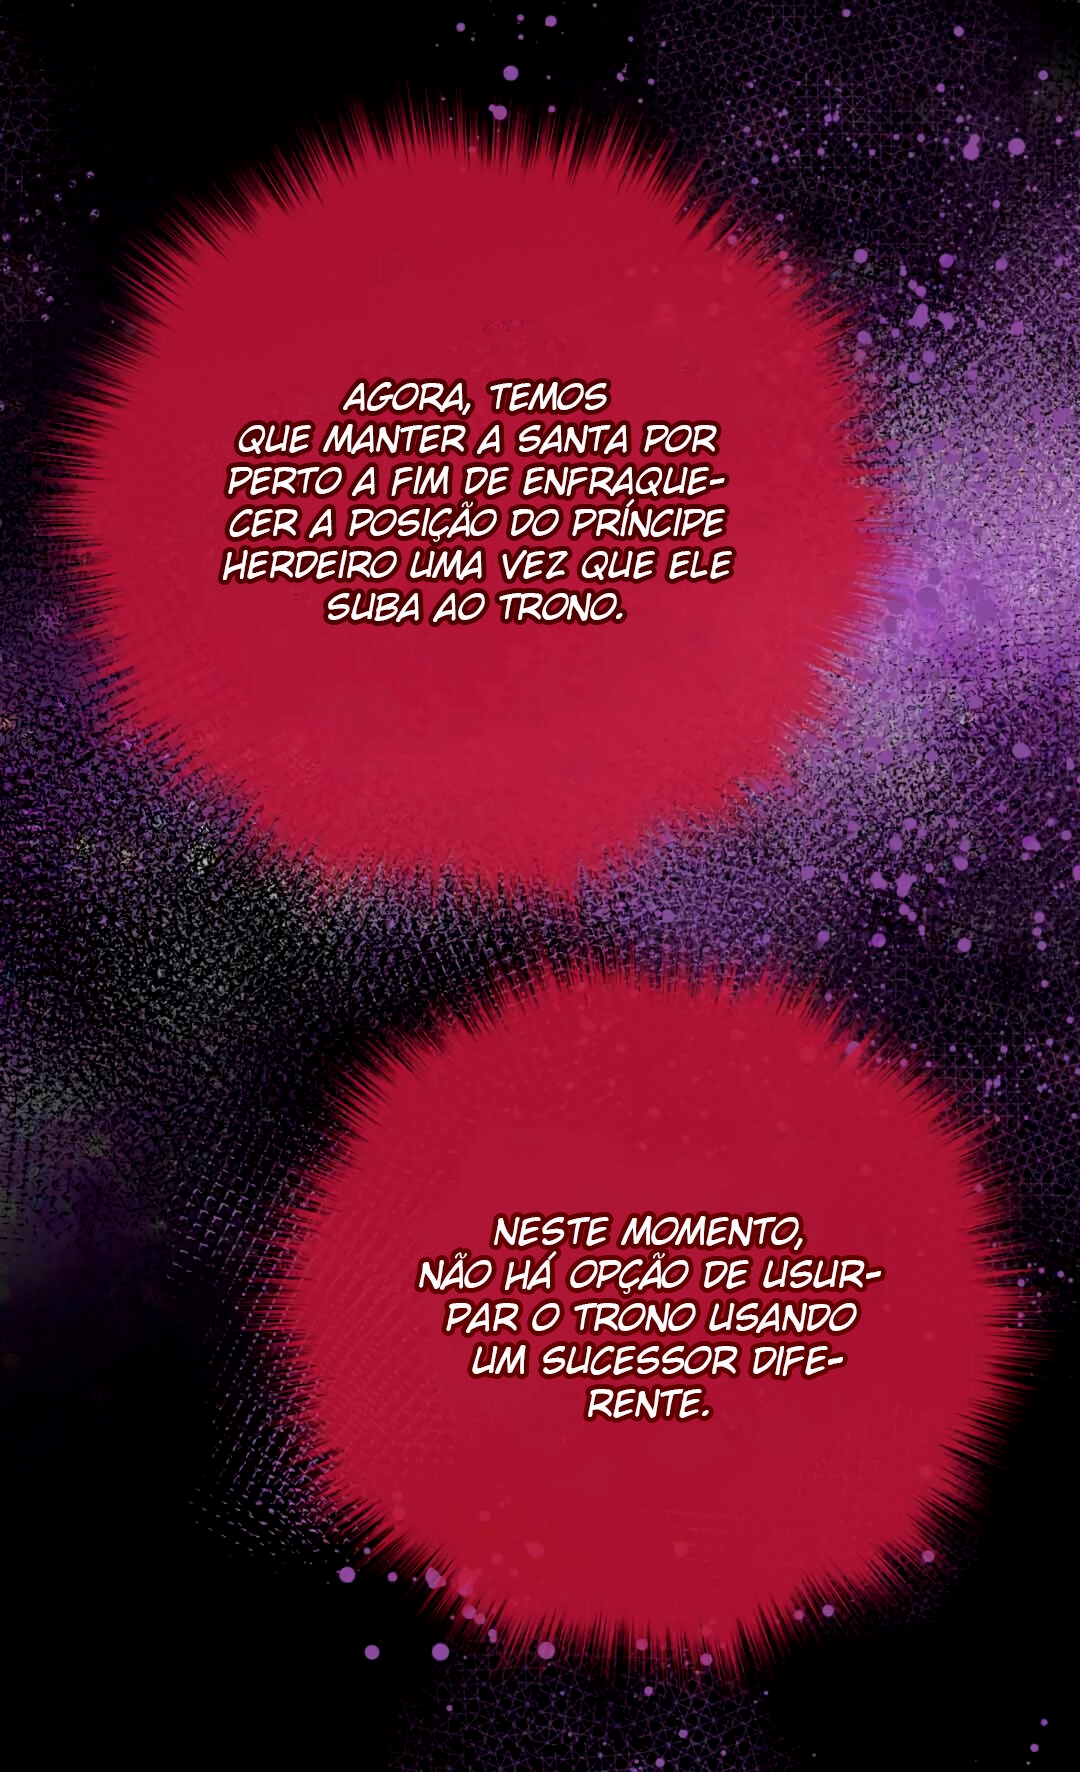 AGORA, TEMOS
QUE MANTER A SANTA POR
PERTO A FIM DE ENFRAQUE-
CER A POSIÇÃO DO PRÍNCIPE
HERDEIRO UMA VEZ QUE ELE
SUBA AO TRONO.
NESTE MOMENTO,
NÃO HÁ OPÇÃO DE USUR-
PAR O TRONO USANDO
UM SUCESSOR DIFE-
RENTE.